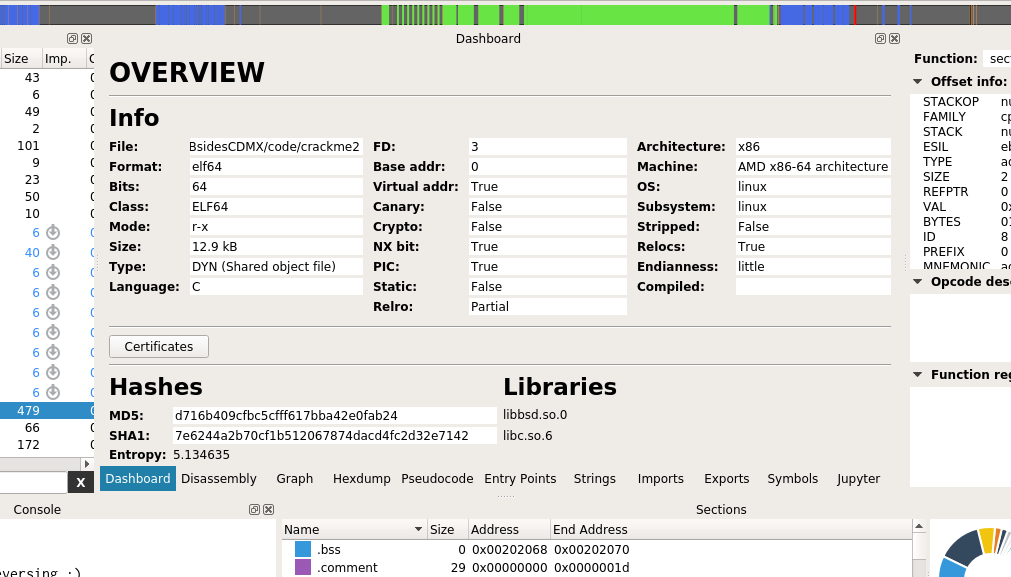 Dashboard
Size Imp.
43
6
49
2
101
9
23
50
10
6
40
6
6
6
6
6
6
6
479
66
172
X
OVERVIEW
Info
File: BsidesCDMX/code/crackme2 FD: 3 Architecture: x86
Format: elf64 Base addr: 0 Machine: AMD x86-64 architecture
Bits: 64 Virtual addr: True OS: linux
Class: ELF64 Canary: False Subsystem: linux
Mode: r-x Crypto: False Stripped: False
Size: 12.9 kB NX bit: True Relocs: True
Type: DYN (Shared object file) PIC: True Endianness: little
Language: C Static: False Compiled:
Relro: Partial
Certificates
Hashes Libraries
MD5: d716b409cfbc5cfff617bba42e0fab24 libbsd.so.0
SHA1: 7e6244a2b70cf1b512067874dacd4fc2d32e7142 libc.so.6
Entropy: 5.134635
Dashboard Disassembly Graph Hexdump Pseudocode Entry Points Strings Imports Exports Symbols Jupyter
Function: sec
Offset info:
STACKOP nu
FAMILY cp
STACK nu
ESIL eb
TYPE ac
SIZE 2
REFPTR 0
VAL 0x
BYTES 01
ID 8
PREFIX 0
MNEMONIC ad
Opcode des
Function reg
Console
eversing :)
Sections
Name Size Address End Address
.bss 0 0x00202068 0x00202070
.comment 29 0x00000000 0x0000001d